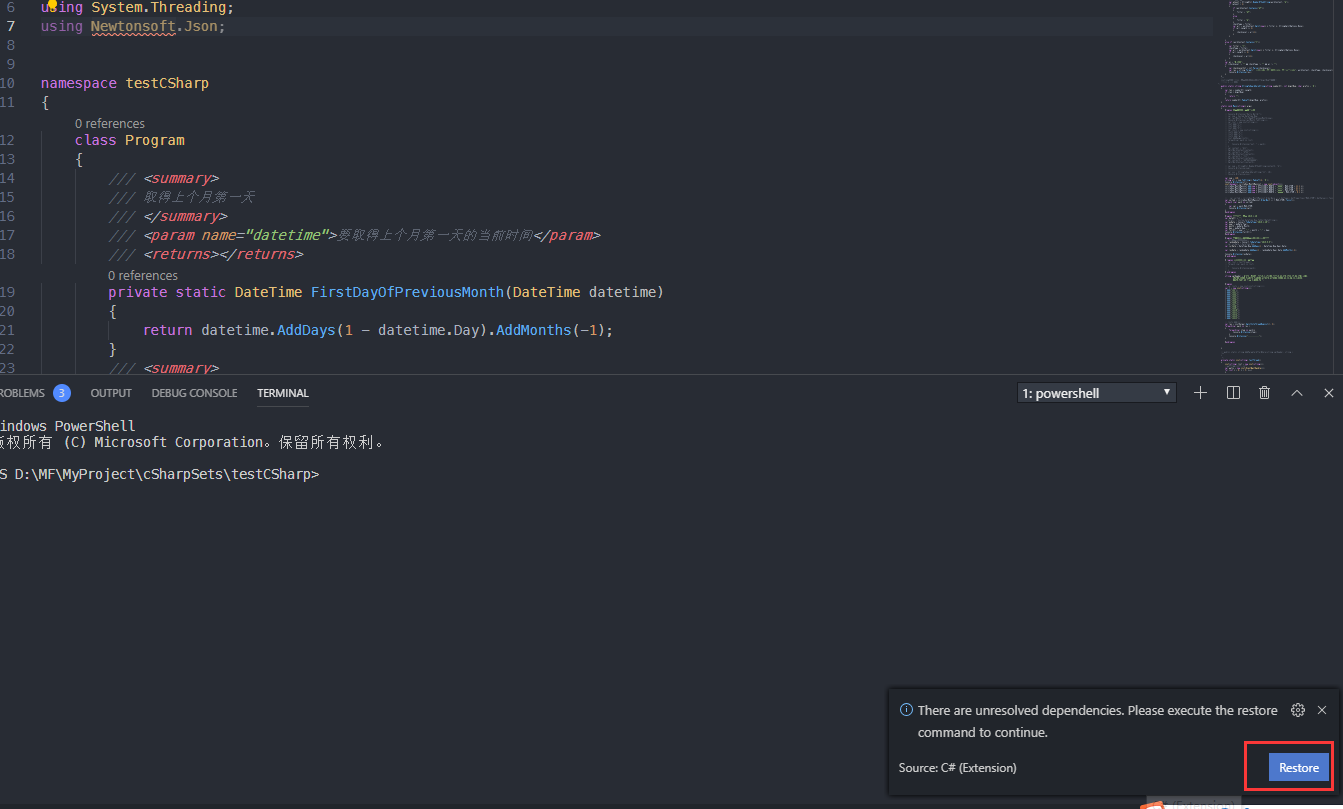 6 using System.Threading;
7 using Newtonsoft.Json;
8
9
10 namespace testCSharp
11 {
0 references
12 class Program
13 {
14 /// <summary>
15 /// 取得上个月第一天
16 /// </summary>
17 /// <param name="datetime">要取得上个月第一天的当前时间</param>
18 /// <returns></returns>
0 references
19 private static DateTime FirstDayOfPreviousMonth(DateTime datetime)
20 {
21 return datetime.AddDays(1 - datetime.Day).AddMonths(-1);
22 }
23 /// <summary>
ROBLEMS 3 OUTPUT DEBUG CONSOLE TERMINAL 1: powershell
indows PowerShell
版权所有 (C) Microsoft Corporation。保留所有权利。
S D:\MF\MyProject\cSharpSets\testCSharp>
There are unresolved dependencies. Please execute the restore
command to continue.
Source: C# (Extension) Restore